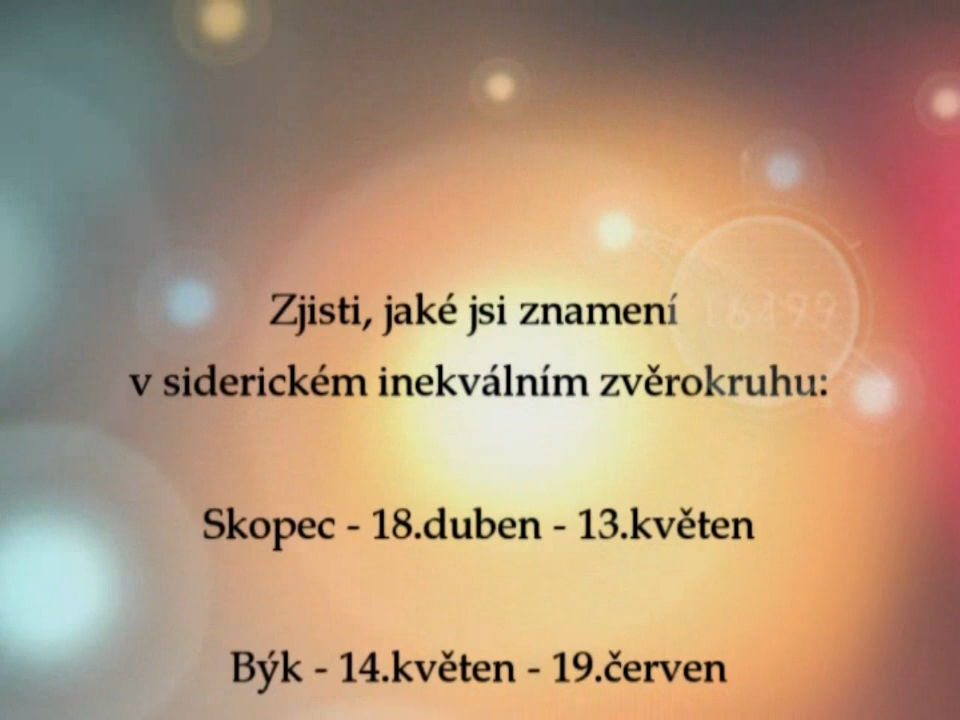 Zjisti, jaké jsi znamení
v siderickém inekválním zvěrokruhu:
Skopec - 18.duben - 13.květen
Býk - 14.květen - 19.červen